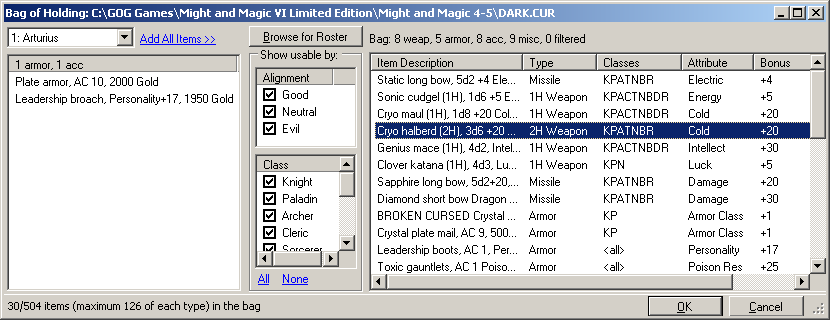 Bag of Holding: C:\GOG Games\Might and Magic VI Limited Edition\Might and Magic 4-5\DARK.CUR
1: Arturius
Add All Items >>
Browse for Roster
Bag: 8 weap, 5 armor, 8 acc, 9 misc, 0 filtered
1 armor, 1 acc
Plate armor, AC 10, 2000 Gold
Leadership broach, Personality+17, 1950 Gold
Show usable by:
Alignment
Good
Neutral
Evil
Class
Knight
Paladin
Archer
Cleric
Sorcerer
All None
Item Description Type Classes Attribute Bonus
Static long bow, 5d2 +4 Ele... Missile KPATNBR Electric +4
Sonic cudgel (1H), 1d6 +5 E... 1H Weapon KPACTNBDR Energy +5
Cryo maul (1H), 1d8 +20 Col... 1H Weapon KPATNBR Cold +20
Cryo halberd (2H), 3d6 +20 ... 2H Weapon KPATNBR Cold +20
Genius mace (1H), 4d2, Intel... 1H Weapon KPACTNBDR Intellect +30
Clover katana (1H), 4d3, Lu... 1H Weapon KPN Luck +5
Sapphire long bow, 5d2+20,... Missile KPATNBR Damage +20
Diamond short bow Dragon ... Missile KPATNBR Damage +30
BROKEN CURSED Crystal ... Armor KP Armor Class +1
Crystal plate mail, AC 9, 500... Armor KP Armor Class +1
Leadership boots, AC 1, Per... Armor <all> Personality +17
Toxic gauntlets, AC 1 Poiso... Armor <all> Poison Res +25
30/504 items (maximum 126 of each type) in the bag
OK
Cancel